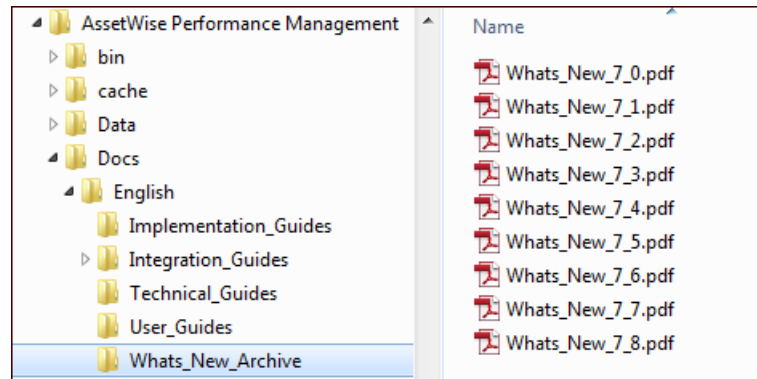 AssetWise Performance Management
bin
cache
Data
Docs
English
Implementation_Guides
Integration_Guides
Technical_Guides
User_Guides
Whats_New_Archive
Name
Whats_New_7_0.pdf
Whats_New_7_1.pdf
Whats_New_7_2.pdf
Whats_New_7_3.pdf
Whats_New_7_4.pdf
Whats_New_7_5.pdf
Whats_New_7_6.pdf
Whats_New_7_7.pdf
Whats_New_7_8.pdf